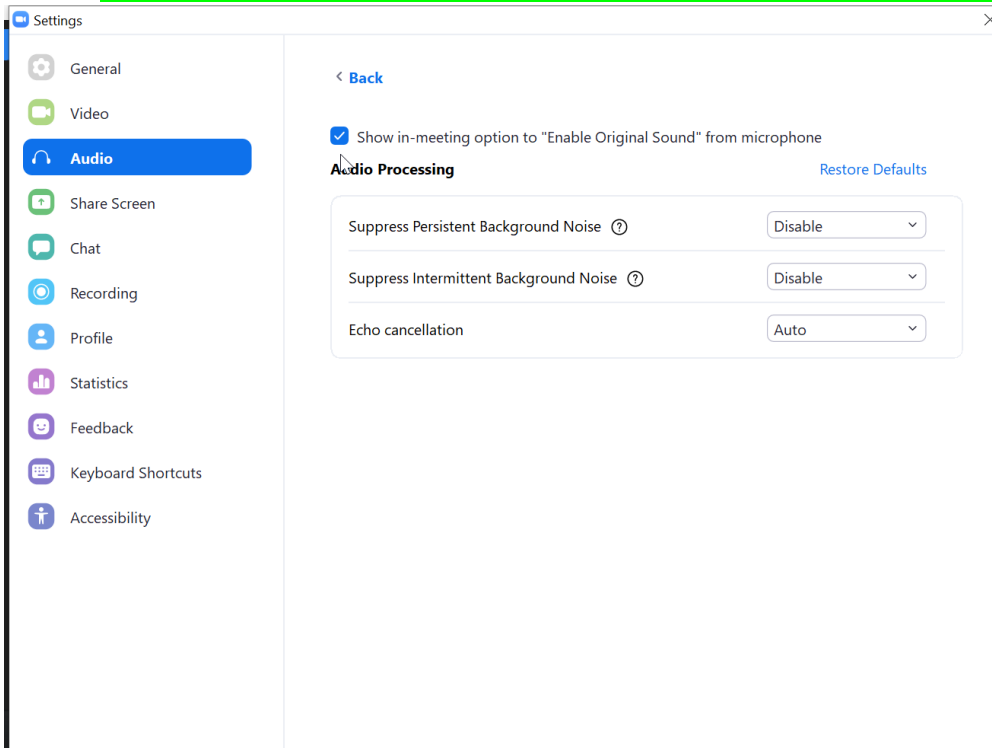 Settings
General
Video
Audio
Share Screen
Chat
Recording
Profile
Statistics
Feedback
Keyboard Shortcuts
Accessibility
Back
Show in-meeting option to "Enable Original Sound" from microphone
Audio Processing
Restore Defaults
Suppress Persistent Background Noise ?
Disable
Suppress Intermittent Background Noise ?
Disable
Echo cancellation
Auto